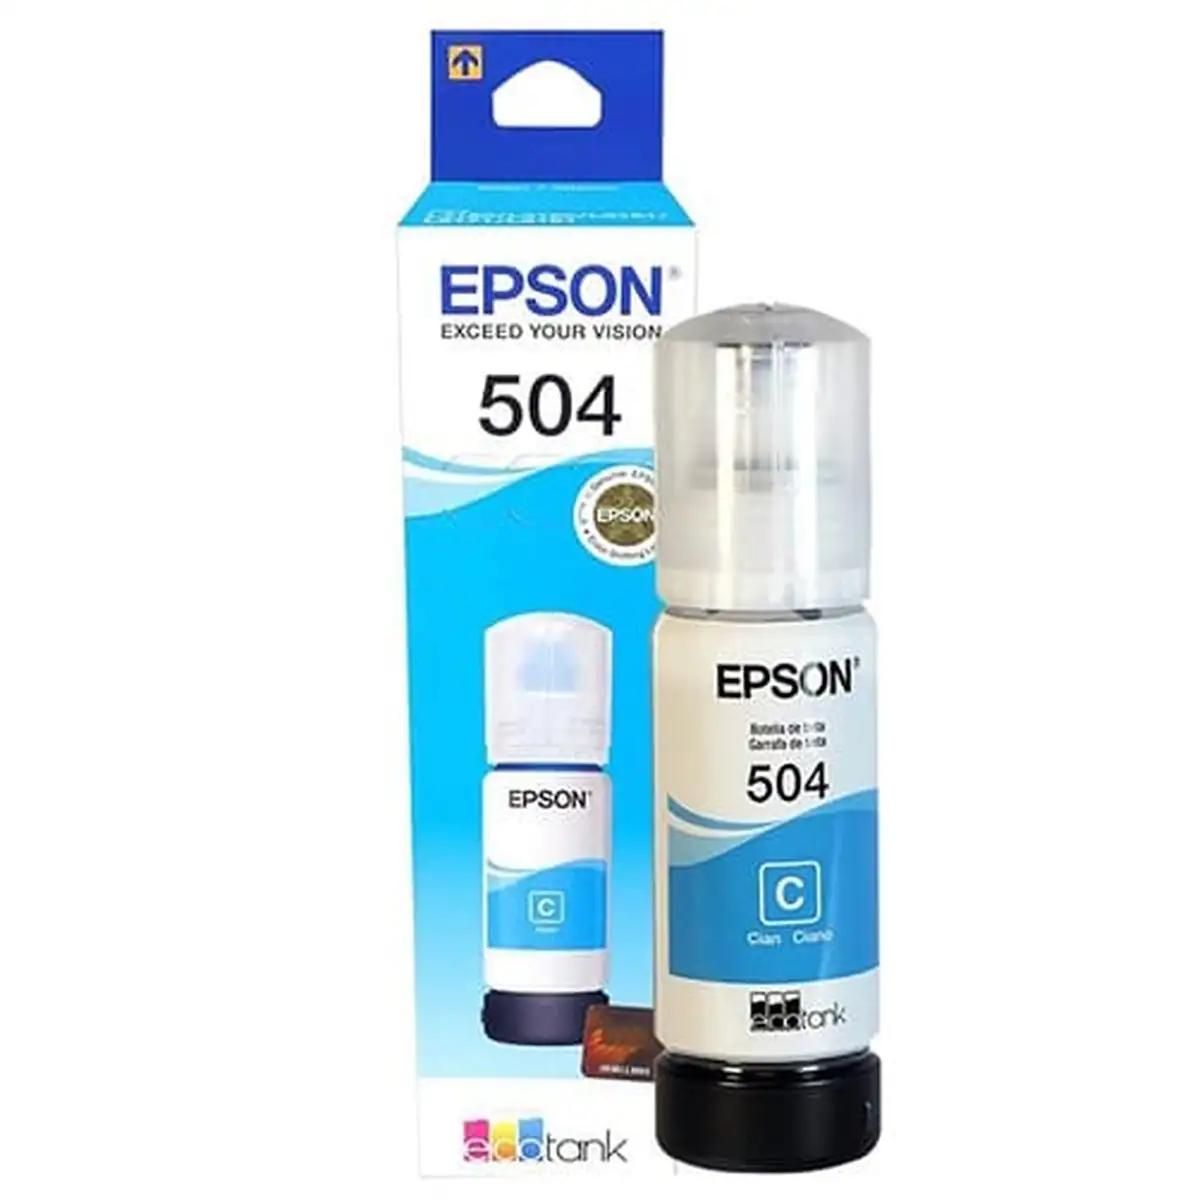 EPSON®
EXCEED YOUR VISION
504
EPSON
EPSON
C
ecotank
EPSON®
Botella de tinta
Garrafa de tinta
504
C
Cian Ciano
ecotank